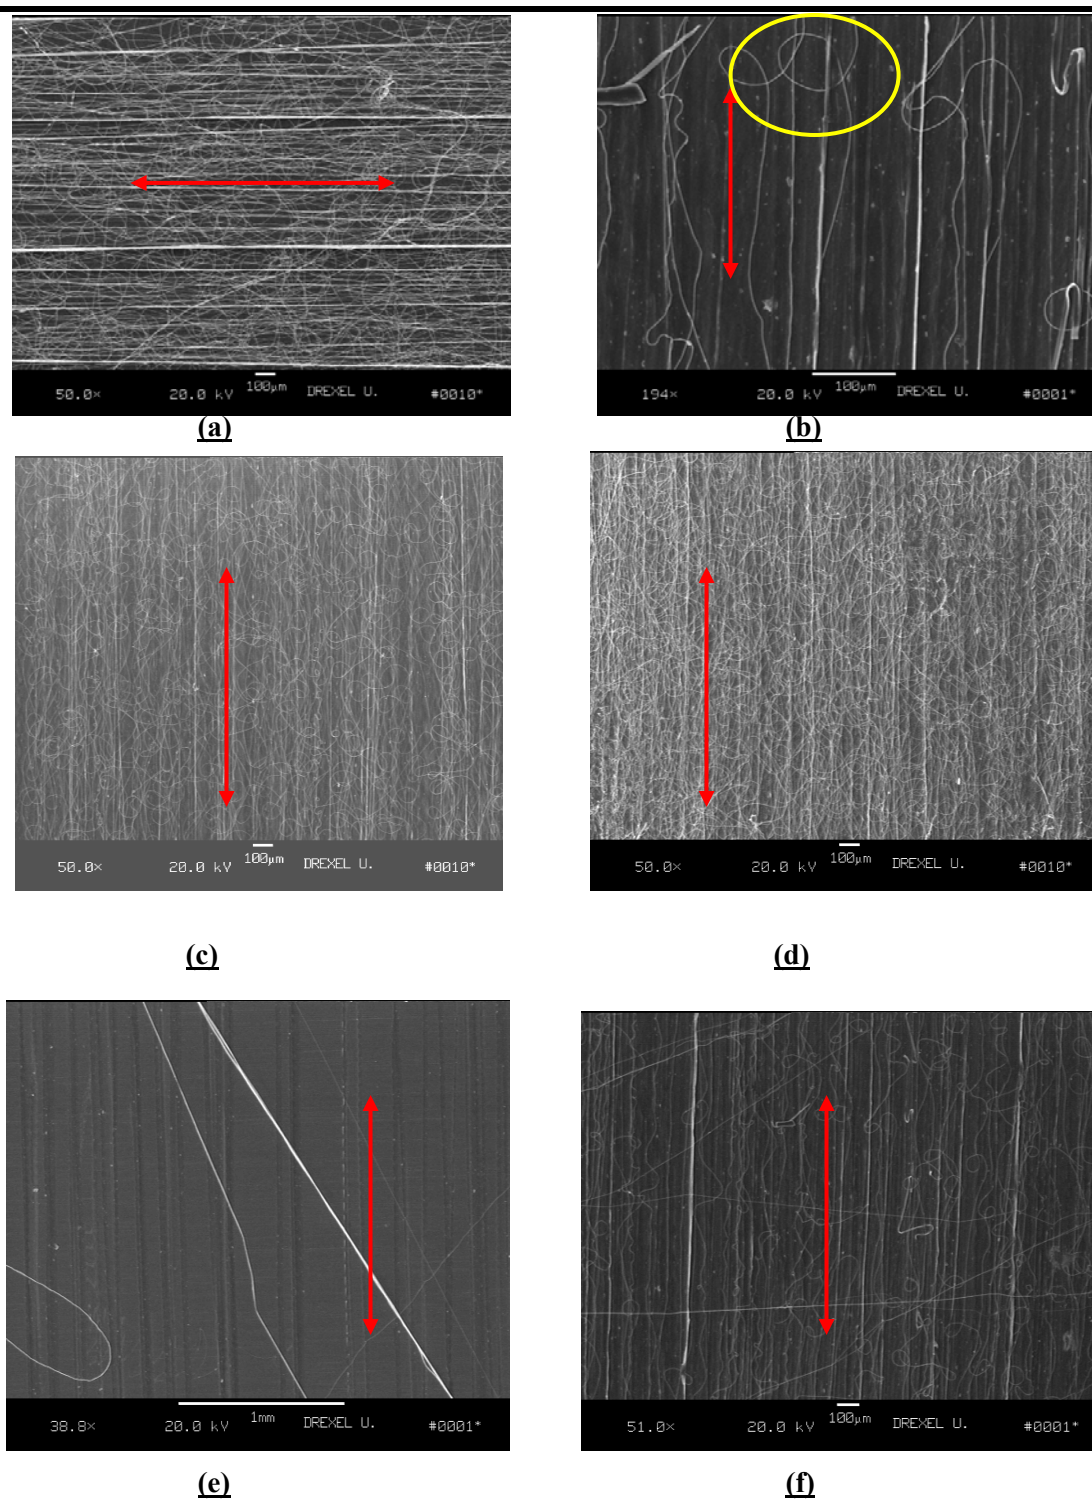 50.0× 20.0 kV 100µm DREXEL U. #0010*
194× 20.0 kV 100µm DREXEL U. #0001*
(a) (b)
50.0× 20.0 kV 100µm DREXEL U. #0010*
50.0× 20.0 kV 100µm DREXEL U. #0010*
(c) (d)
38.8× 20.0 kV 1mm DREXEL U. #0001*
51.0× 20.0 kV 100µm DREXEL U. #0001*
(e) (f)